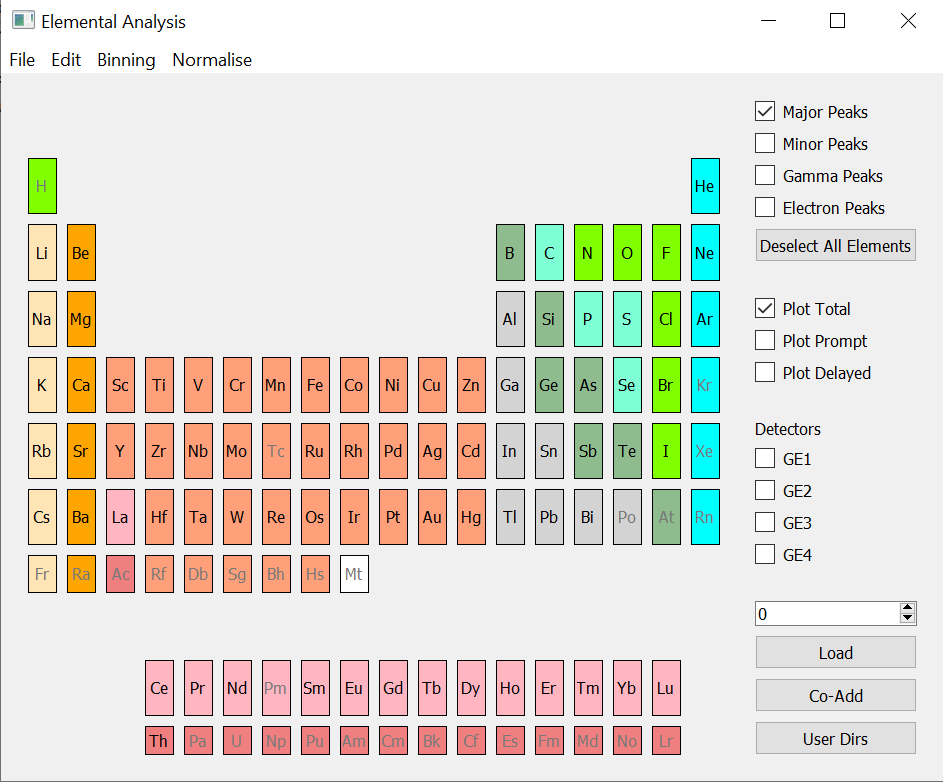 Elemental Analysis
File Edit Binning Normalise
Major Peaks
Minor Peaks
Gamma Peaks
Electron Peaks
Deselect All Elements
Plot Total
Plot Prompt
Plot Delayed
Detectors
GE1
GE2
GE3
GE4
0
Load
Co-Add
User Dirs
H He
Li Be B C N O F Ne
Na Mg Al Si P S Cl Ar
K Ca Sc Ti V Cr Mn Fe Co Ni Cu Zn Ga Ge As Se Br Kr
Rb Sr Y Zr Nb Mo Tc Ru Rh Pd Ag Cd In Sn Sb Te I Xe
Cs Ba La Hf Ta W Re Os Ir Pt Au Hg Tl Pb Bi Po At Rn
Fr Ra Ac Rf Db Sg Bh Hs Mt
Ce Pr Nd Pm Sm Eu Gd Tb Dy Ho Er Tm Yb Lu
Th Pa U Np Pu Am Cm Bk Cf Es Fm Md No Lr